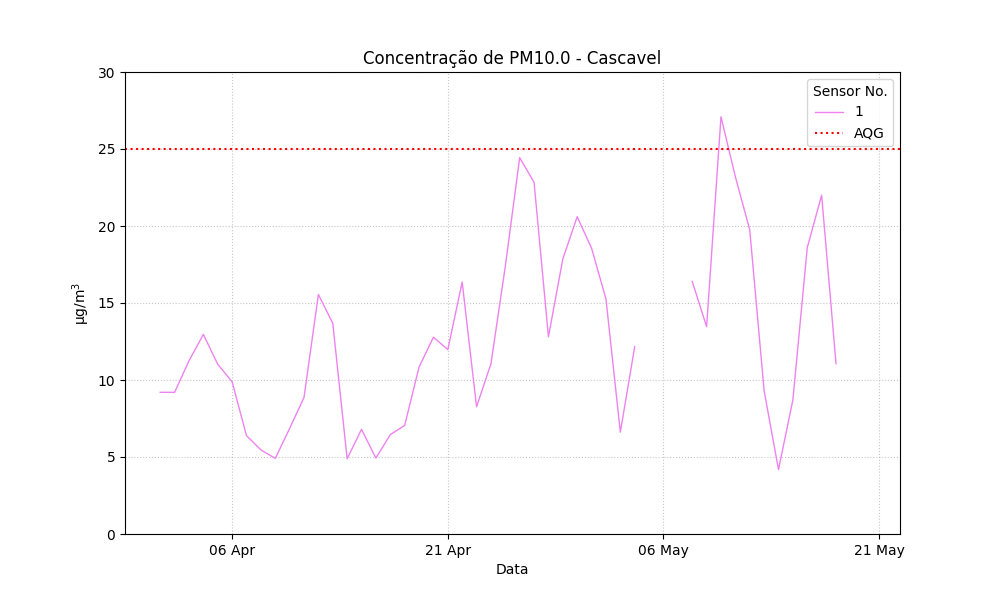 Concentração de PM10.0 - Cascavel
30
25
20
15
10
5
0
µg/m³
06 Apr
21 Apr
06 May
21 May
Data
Sensor No.
1
AQG